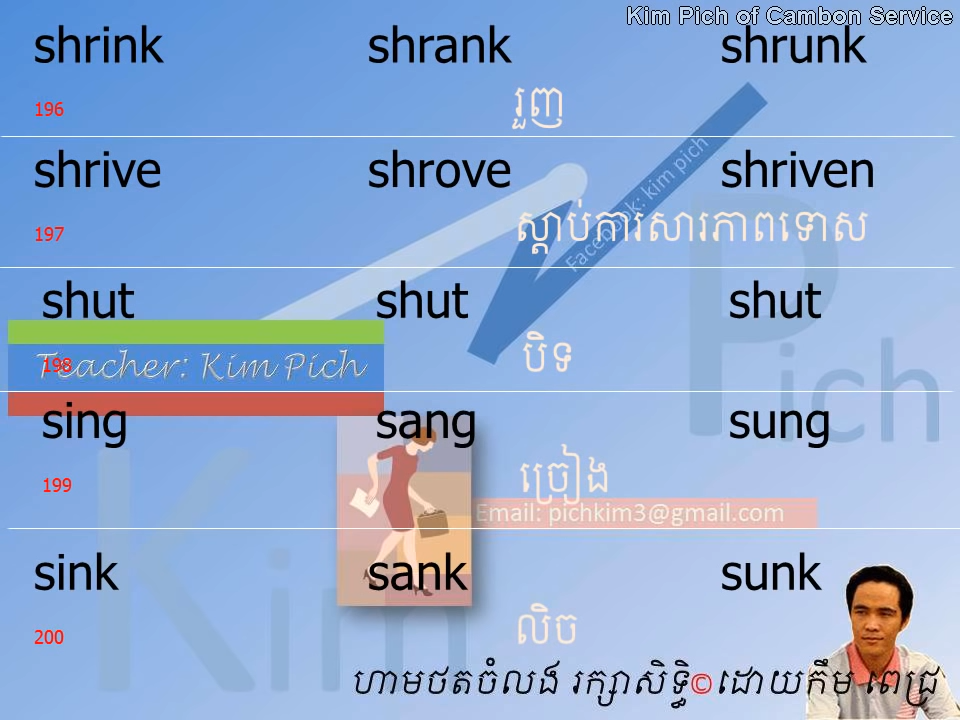 Kim Pich of Cambon Service
shrink shrank shrunk
196 រួញ
shrive shrove shriven
Facebook: kim pich
197 ស្តាប់ការសារភាពទោស
shut shut shut
Teacher: Kim Pich
198 បិទ
Pich
sing sang sung
199 ច្រៀង
Email: pichkim3@gmail.com
Kim
sink sank sunk
200 លិច
ហាមថតចំលង រក្សាសិទ្ធិ©ដោយកឹម ពេជ្រ